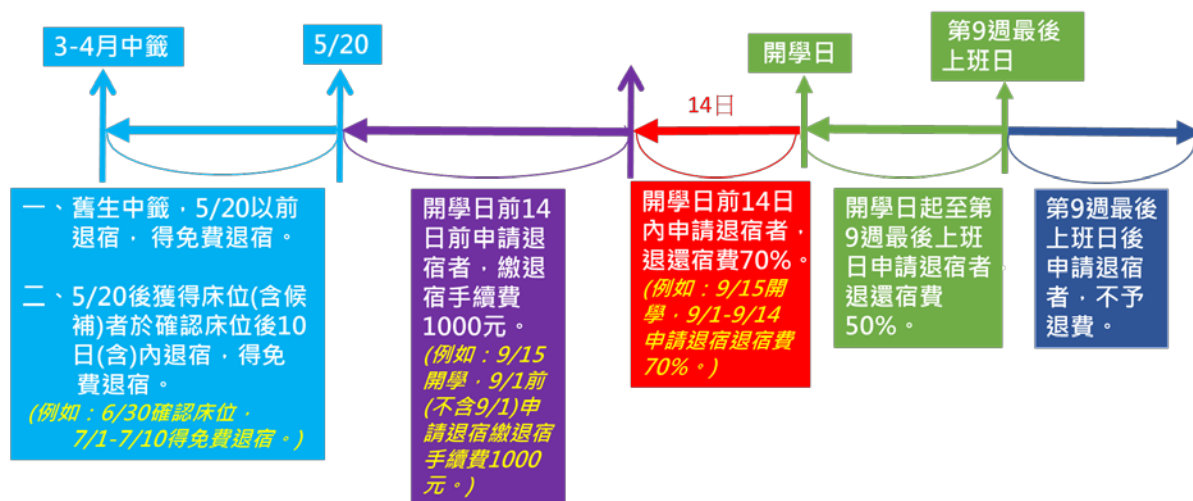 3-4月中籤
5/20
14日
開學日
第9週最後
上班日
一、舊生中籤，5/20以前
退宿，得免費退宿。
二、5/20後獲得床位(含候
補)者於確認床位後10
日(含)內退宿，得免
費退宿。
(例如：6/30確認床位，
7/1-7/10得免費退宿。)
開學日前14
日前申請退
宿者，繳退
宿手續費
1000元。
(例如：9/15
開學，9/1前
(不含9/1)申
請退宿繳退宿
手續費1000
元。)
開學日前14日
內申請退宿者，
退還宿費70%。
(例如：9/15開
學，9/1-9/14
申請退宿退宿費
70%。)
開學日起至第
9週最後上班
日申請退宿者，
退還宿費
50%。
第9週最後
上班日後
申請退宿
者，不予
退費。